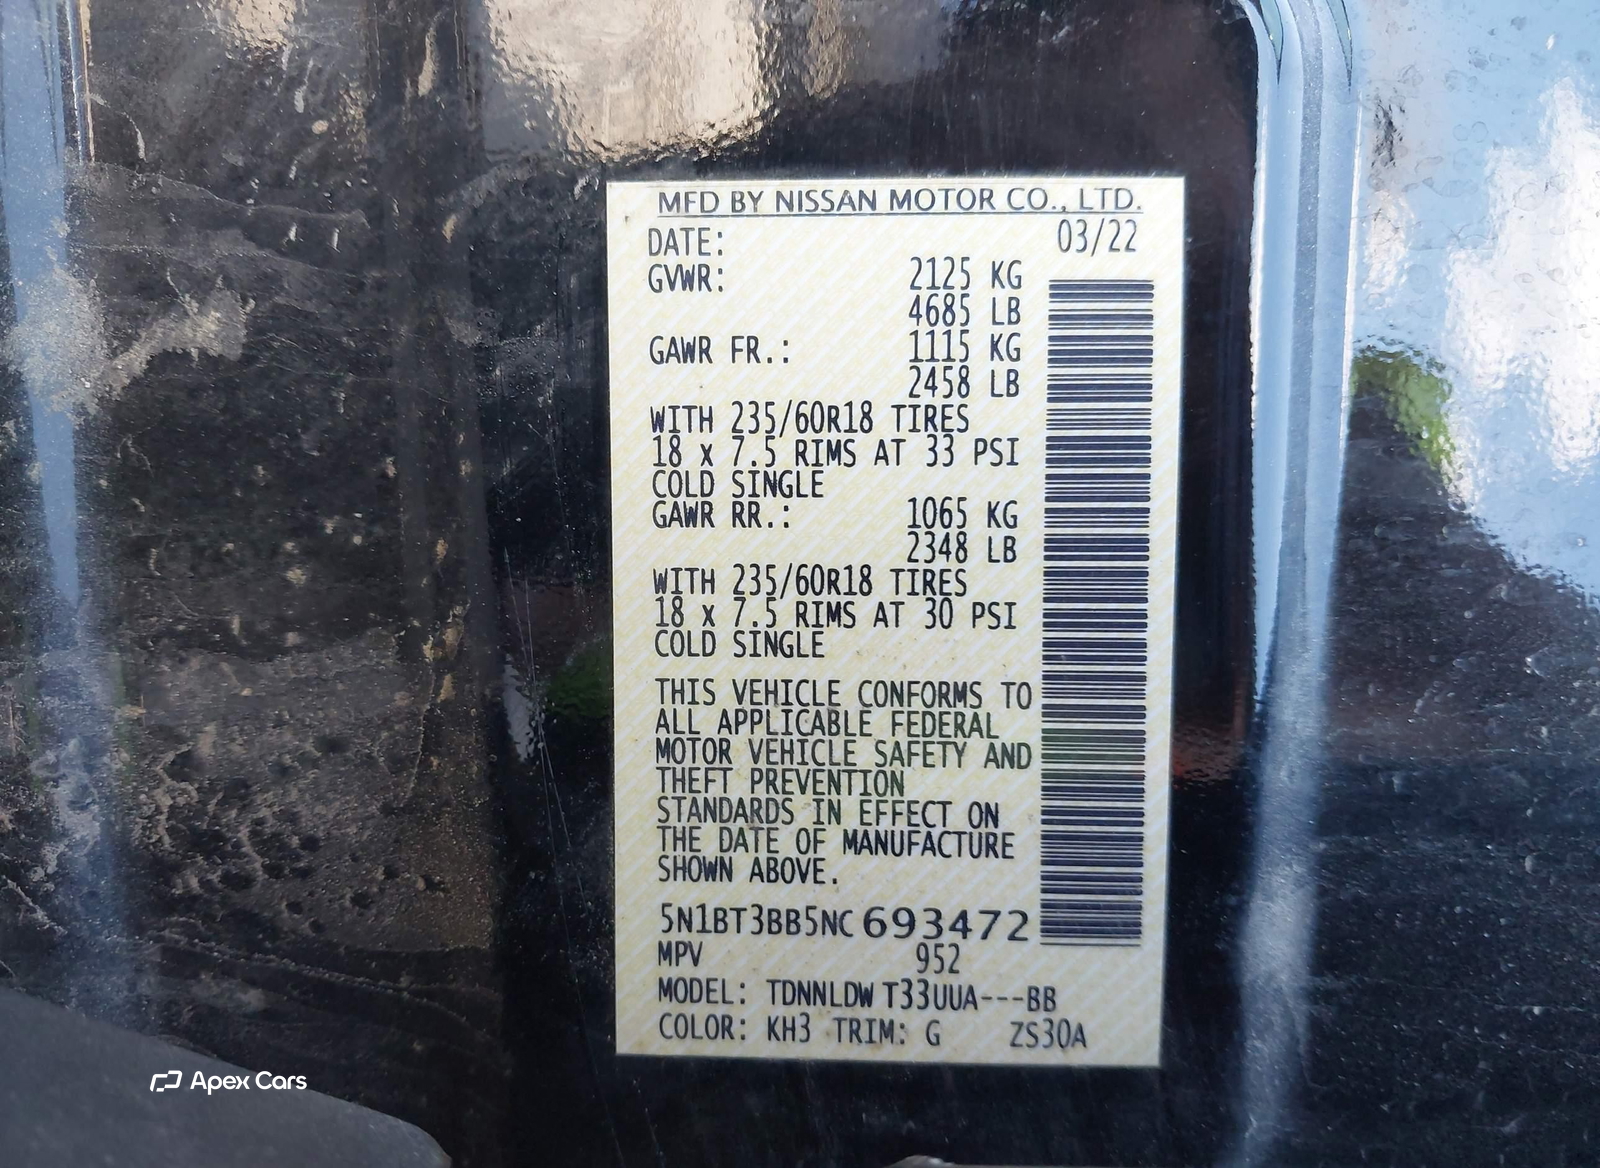 MFD BY NISSAN MOTOR CO., LTD.
DATE: 03/22
GVWR: 2125 KG
4685 LB
GAWR FR.: 1115 KG
2458 LB
WITH 235/60R18 TIRES
18 x 7.5 RIMS AT 33 PSI
COLD SINGLE
GAWR RR.: 1065 KG
2348 LB
WITH 235/60R18 TIRES
18 x 7.5 RIMS AT 30 PSI
COLD SINGLE
THIS VEHICLE CONFORMS TO
ALL APPLICABLE FEDERAL
MOTOR VEHICLE SAFETY AND
THEFT PREVENTION
STANDARDS IN EFFECT ON
THE DATE OF MANUFACTURE
SHOWN ABOVE.
5N1BT3BB5NC693472
MPV 952
MODEL: TDNNLDW T33UUA---BB
COLOR: KH3 TRIM: G ZS30A
Apex Cars